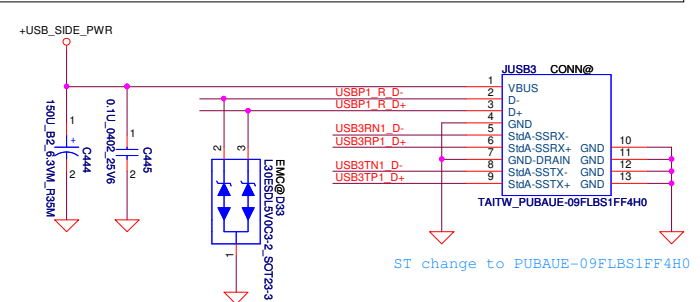 +USB_SIDE_PWR
JUSB3 CONN@
1 VBUS
USBP1_R_D- 2 D-
USBP1_R_D+ 3 D+
4 GND
USB3RN1_D- 5 StdA-SSRX-
USB3RP1_D+ 6 StdA-SSRX+ GND 10
7 GND-DRAIN GND 11
USB3TN1_D- 8 StdA-SSTX- GND 12
USB3TP1_D+ 9 StdA-SSTX+ GND 13
TAITW_PUBAUE-09FLBS1FF4H0
1
+
2
C444
150U_B2_6.3VM_R35M
1
2
C445
0.1U_0402_25V6
2
3
1
EMC@D33
L30ESDL5V0C3-2_SOT23-3
ST change to PUBAUE-09FLBS1FF4H0